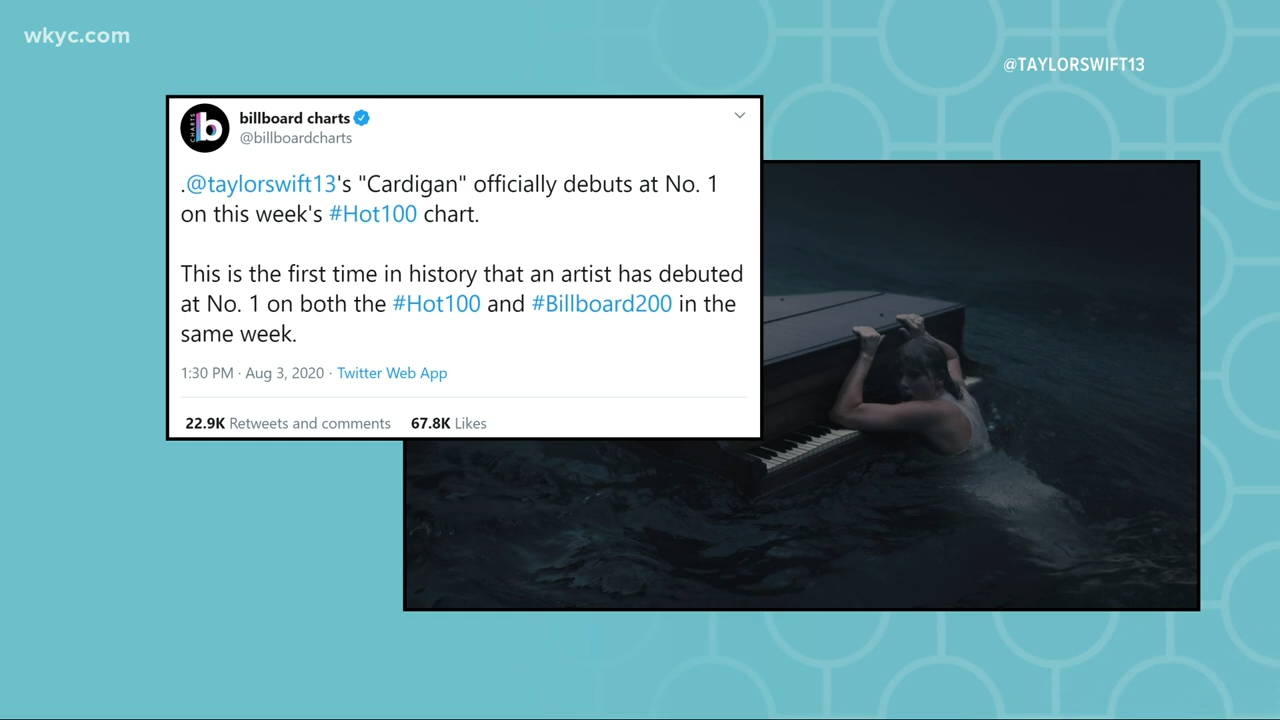 wkyc.com
@TAYLORSWIFT13
CHARTS
b
billboard charts
@billboardcharts
.@taylorswift13's "Cardigan" officially debuts at No. 1
on this week's #Hot100 chart.
This is the first time in history that an artist has debuted
at No. 1 on both the #Hot100 and #Billboard200 in the
same week.
1:30 PM · Aug 3, 2020 · Twitter Web App
22.9K Retweets and comments 67.8K Likes